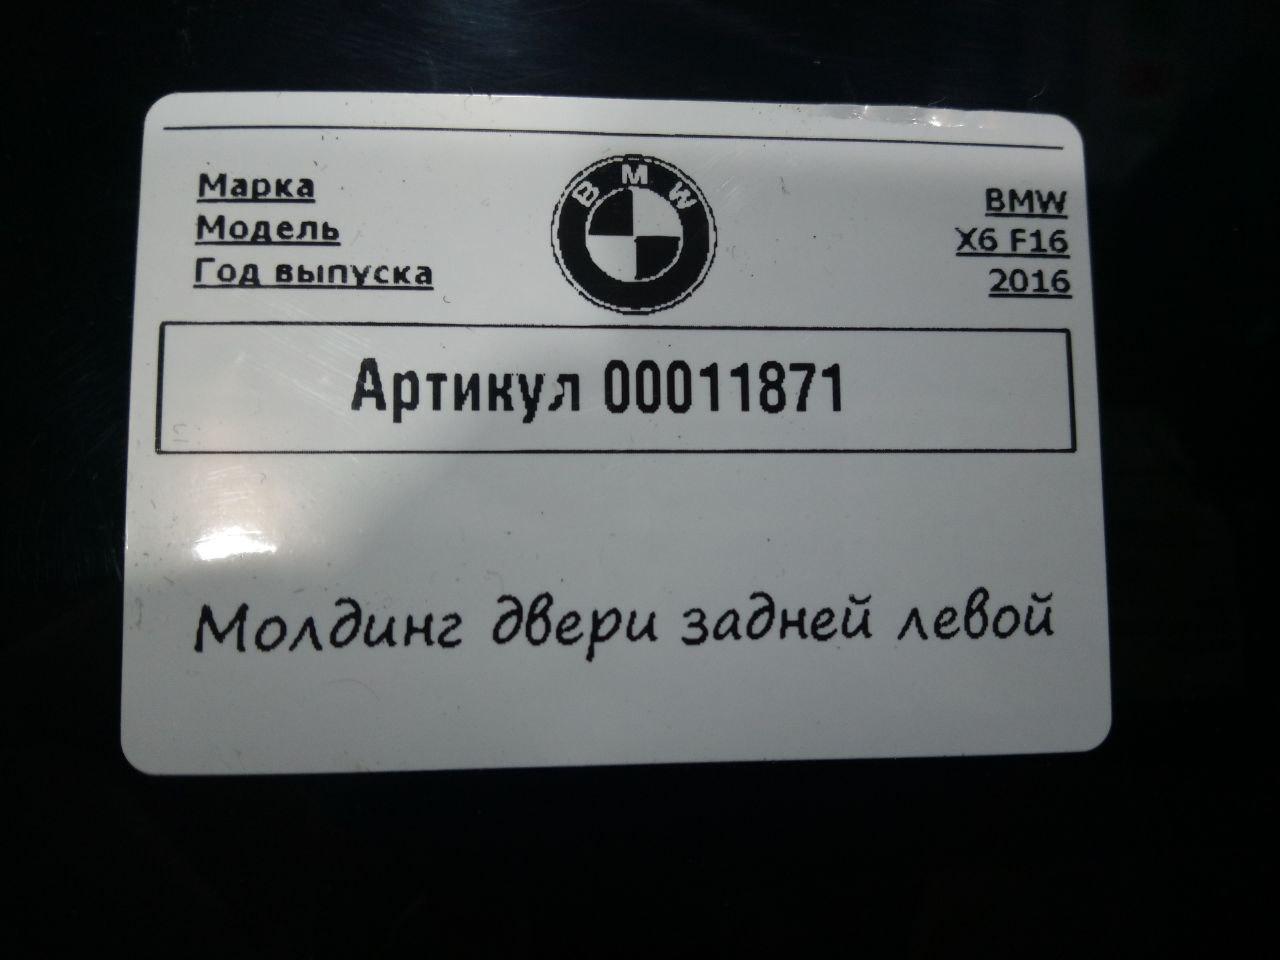 Марка BMW
Модель X6 F16
Год выпуска 2016
BMW
Артикул 00011871
Молдинг двери задней левой